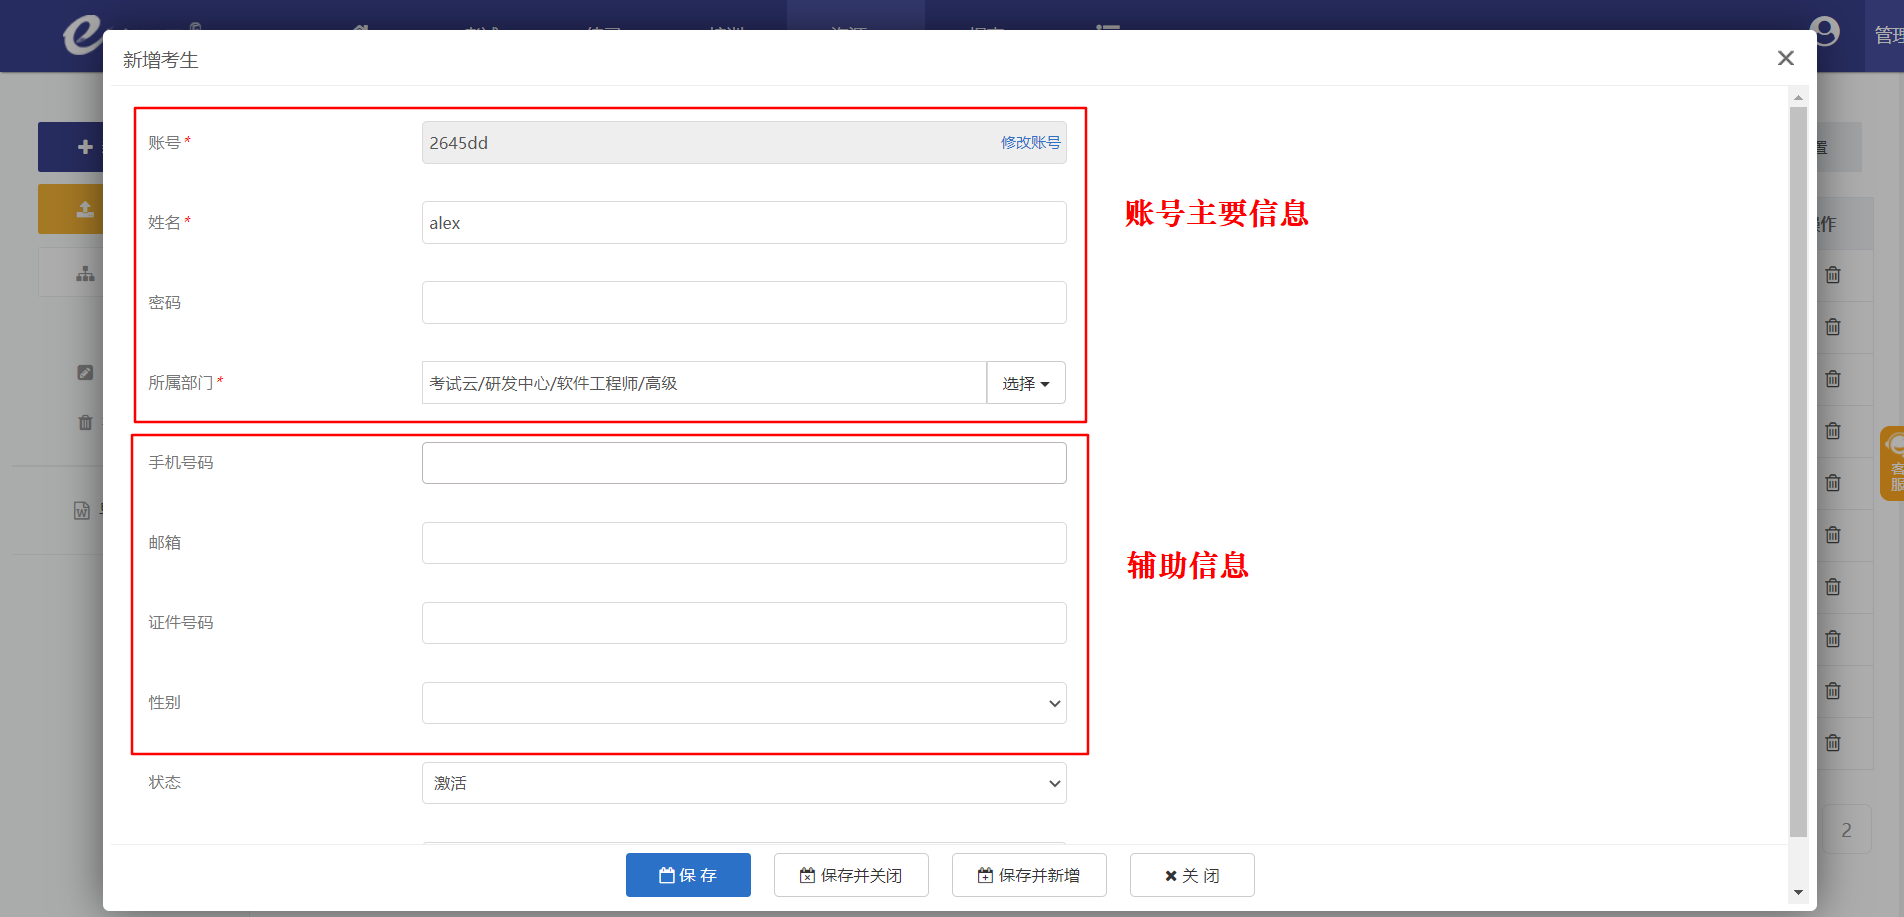 管理
新增考生
账号*
2645dd
修改账号
姓名*
alex
账号主要信息
密码
所属部门*
考试云/研发中心/软件工程师/高级
选择
手机号码
邮箱
辅助信息
证件号码
性别
状态
激活
保 存
保存并关闭
保存并新增
关 闭
置
作
客
服
2